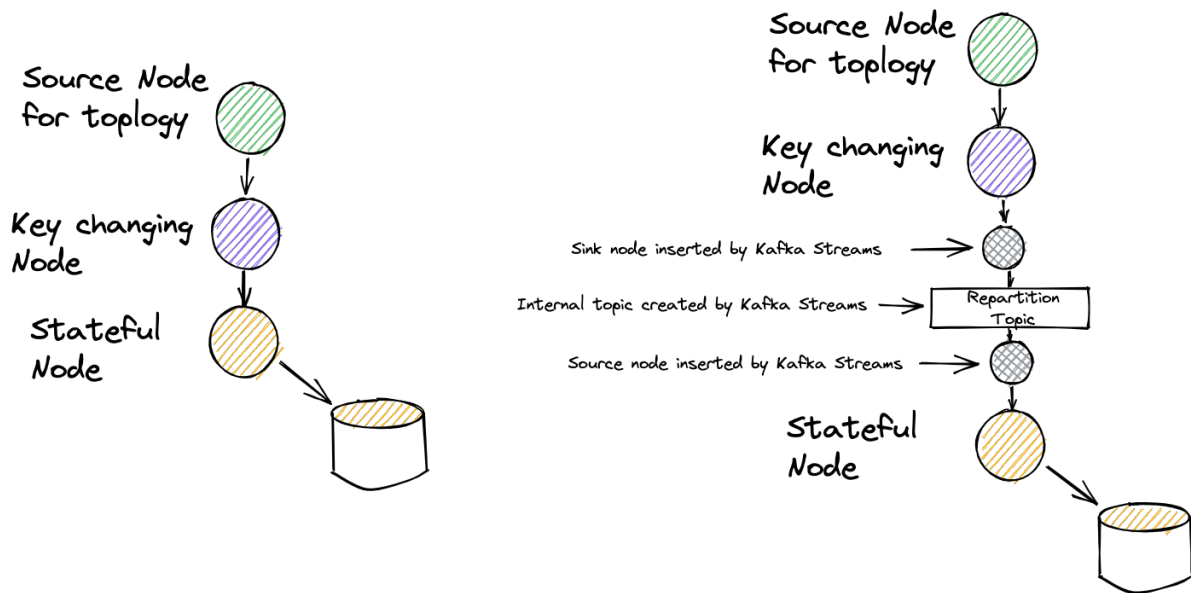 Source Node
for toplogy
Key changing
Node
Stateful
Node
Source Node
for toplogy
Key changing
Node
Sink node inserted by Kafka Streams
Internal topic created by Kafka Streams
Repartition
Topic
Source node inserted by Kafka Streams
Stateful
Node